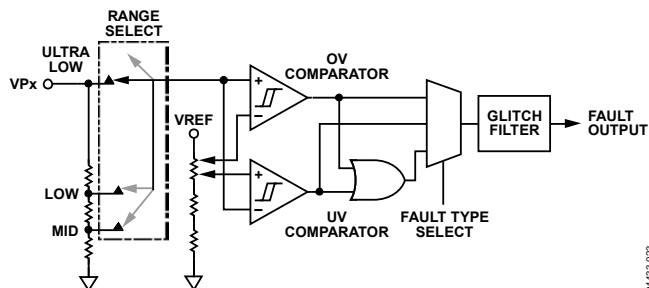 RANGE
SELECT
ULTRA
LOW
VPx
LOW
MID
VREF
OV
COMPARATOR
+
−
+
−
UV
COMPARATOR
FAULT TYPE
SELECT
GLITCH
FILTER
FAULT
OUTPUT